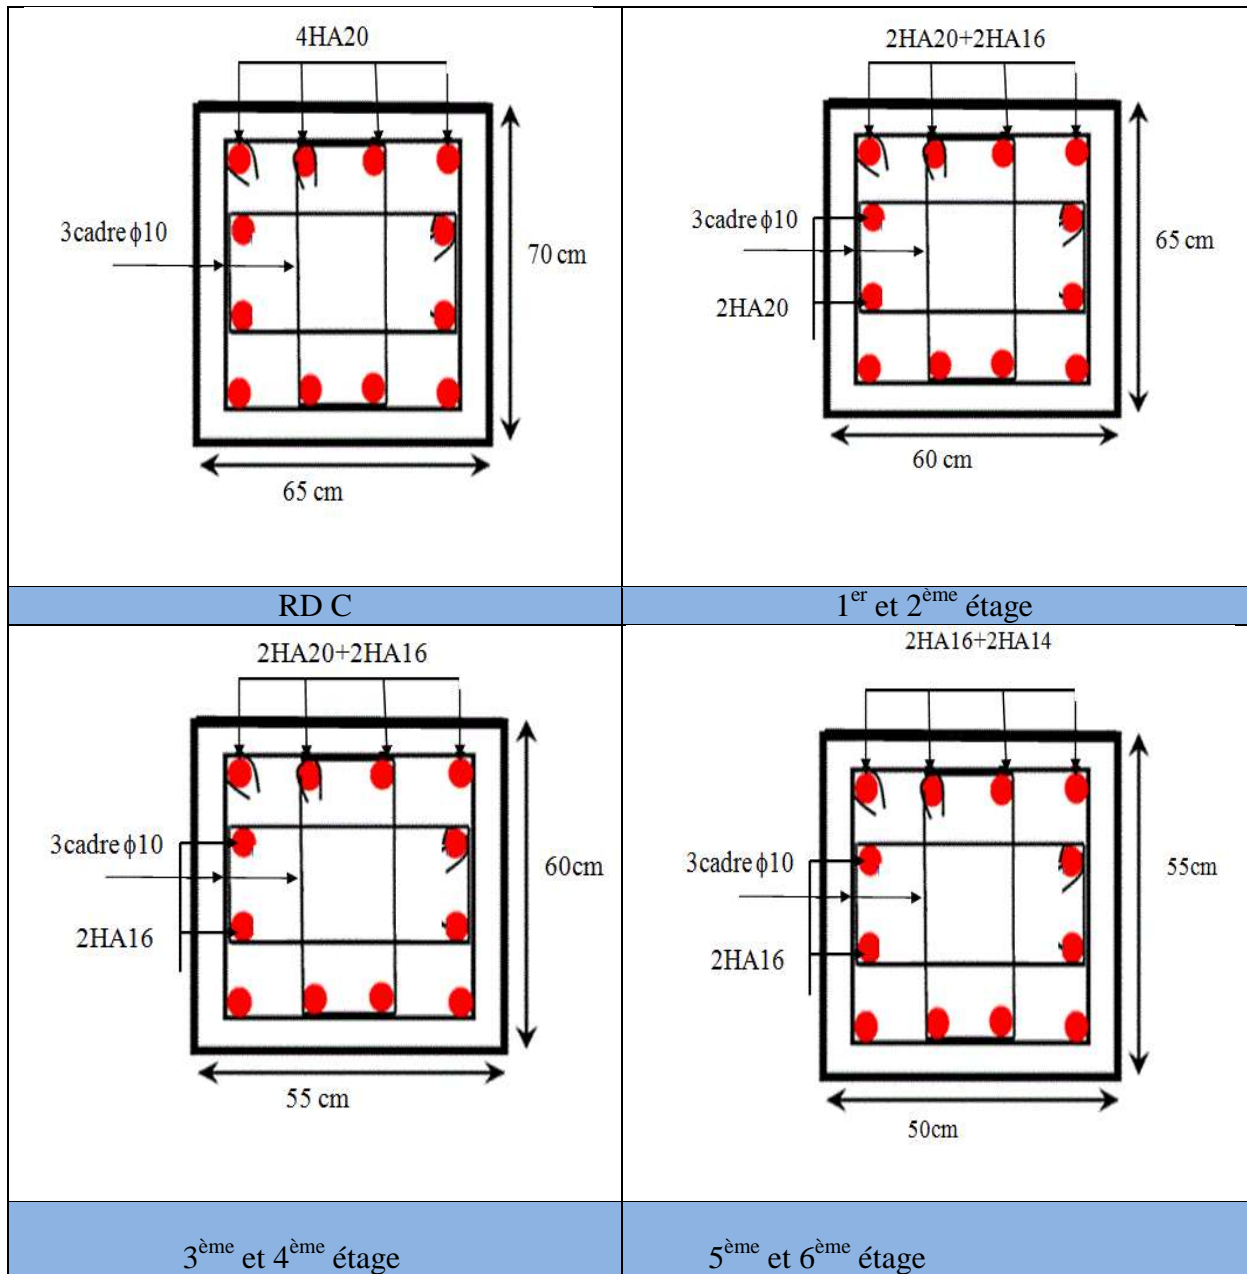 4HA20
3cadre ϕ10
70 cm
65 cm
RD C
2HA20+2HA16
3cadre ϕ10
65 cm
2HA20
60 cm
1er et 2ème étage
2HA20+2HA16
3cadre ϕ10
60cm
2HA16
55 cm
3ème et 4ème étage
2HA16+2HA14
3cadre ϕ10
55cm
2HA16
50cm
5ème et 6ème étage